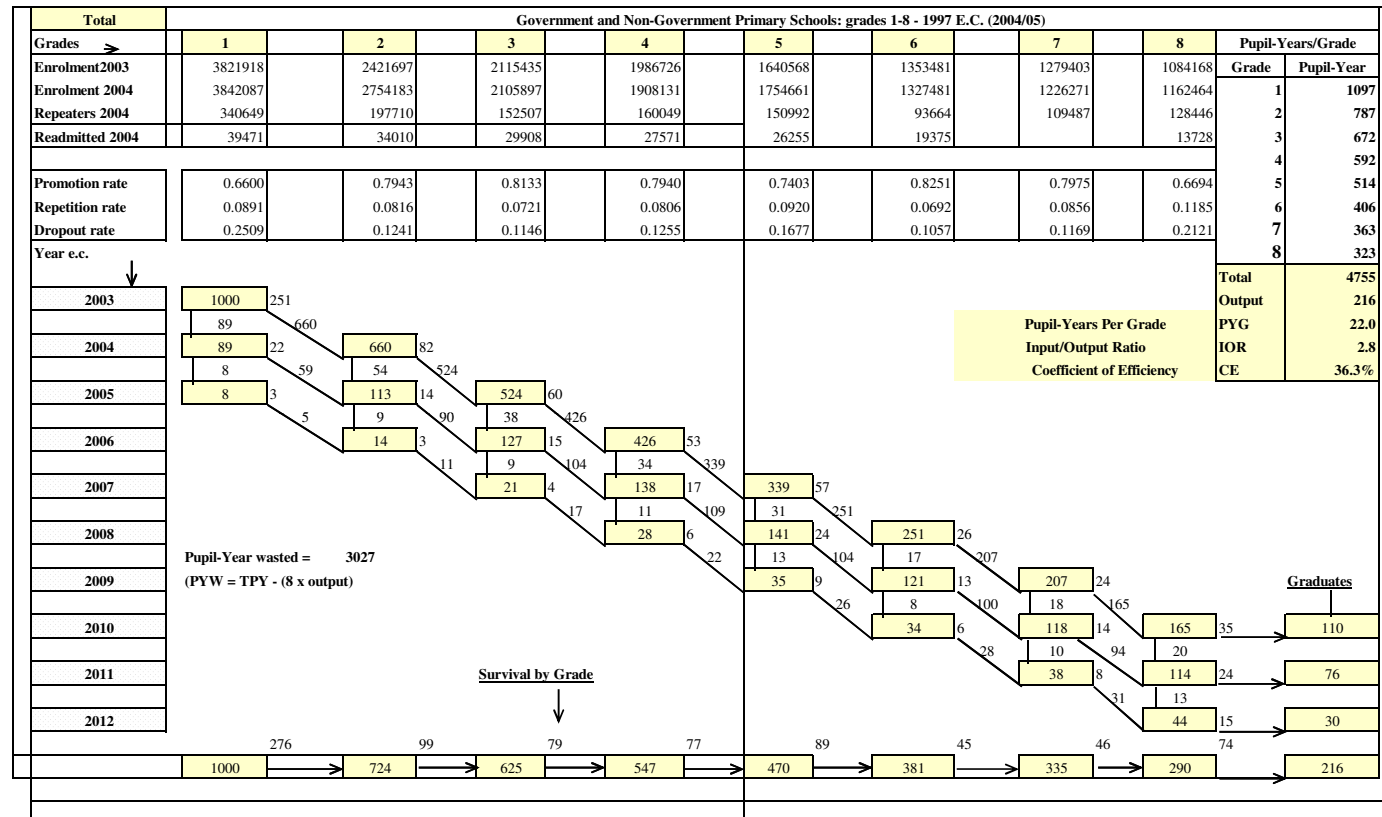 Total Government and Non-Government Primary Schools: grades 1-8 - 1997 E.C. (2004/05)
Grades 1 2 3 4 5 6 7 8 Pupil-Years/Grade
Enrolment2003 3821918 2421697 2115435 1986726 1640568 1353481 1279403 1084168 Grade Pupil-Year
Enrolment 2004 3842087 2754183 2105897 1908131 1754661 1327481 1226271 1162464 1 1097
Repeaters 2004 340649 197710 152507 160049 150992 93664 109487 128446 2 787
Readmitted 2004 39471 34010 29908 27571 26255 19375 13728 3 672
4 592
Promotion rate 0.6600 0.7943 0.8133 0.7940 0.7403 0.8251 0.7975 0.6694 5 514
Repetition rate 0.0891 0.0816 0.0721 0.0806 0.0920 0.0692 0.0856 0.1185 6 406
Dropout rate 0.2509 0.1241 0.1146 0.1255 0.1677 0.1057 0.1169 0.2121 7 363
Year e.c. 8 323
Total 4755
2003 1000 251 Output 216
89 660 Pupil-Years Per Grade PYG 22.0
2004 89 22 660 82 Input/Output Ratio IOR 2.8
8 59 54 524 Coefficient of Efficiency CE 36.3%
2005 8 3 113 14 524 60
5 9 90 38 426
2006 14 3 127 15 426 53
11 9 104 34 339
2007 21 4 138 17 339 57
17 11 109 31 251
2008 28 6 141 24 251 26
Pupil-Year wasted = 3027 22 13 104 17 207
2009 (PYW = TPY - (8 x output) 35 9 121 13 207 24 Graduates
26 8 100 18 165
2010 34 6 118 14 165 35 110
28 10 94 20
2011 Survival by Grade 38 8 114 24 76
31 13
2012 44 15 30
276 99 79 77 89 45 46 74
1000 724 625 547 470 381 335 290 216